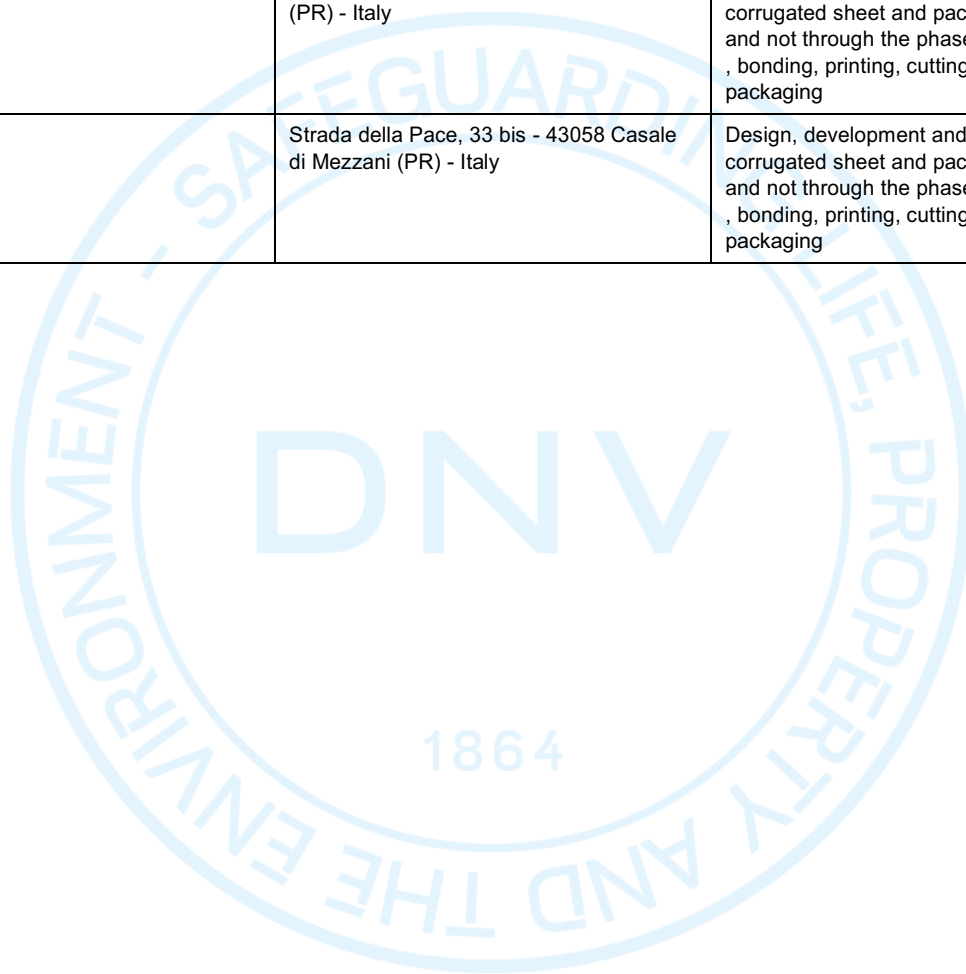 (PR) - Italy
corrugated sheet and pac
and not through the phase
, bonding, printing, cutting
packaging
Strada della Pace, 33 bis - 43058 Casale
di Mezzani (PR) - Italy
Design, development and
corrugated sheet and pac
and not through the phase
, bonding, printing, cutting
packaging
SAFEGUARDING LIFE, PROPERTY AND THE ENVIRONMENT -
DNV
1864